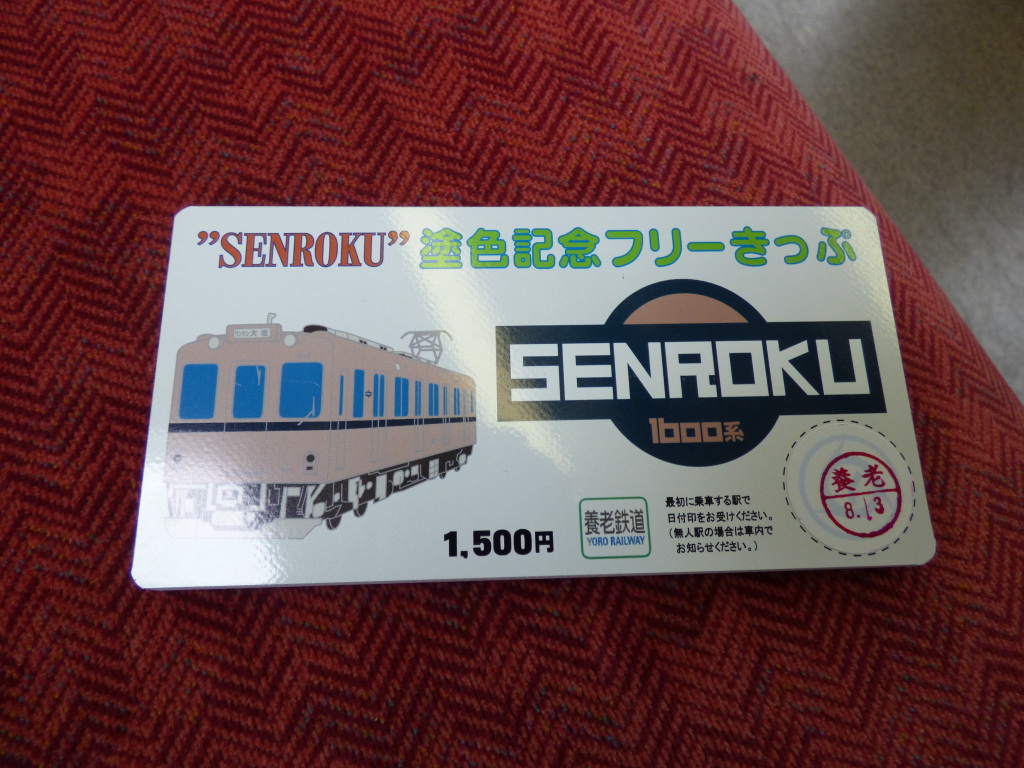 ”SENROKU” 塗色記念フリーきっぷ
SENROKU
1600系
1,500円
養老鉄道
YORO RAILWAY
最初に乗車する駅で
日付印をお受けください。
（無人駅の場合は車内で
お知らせください。）
養老
8.13